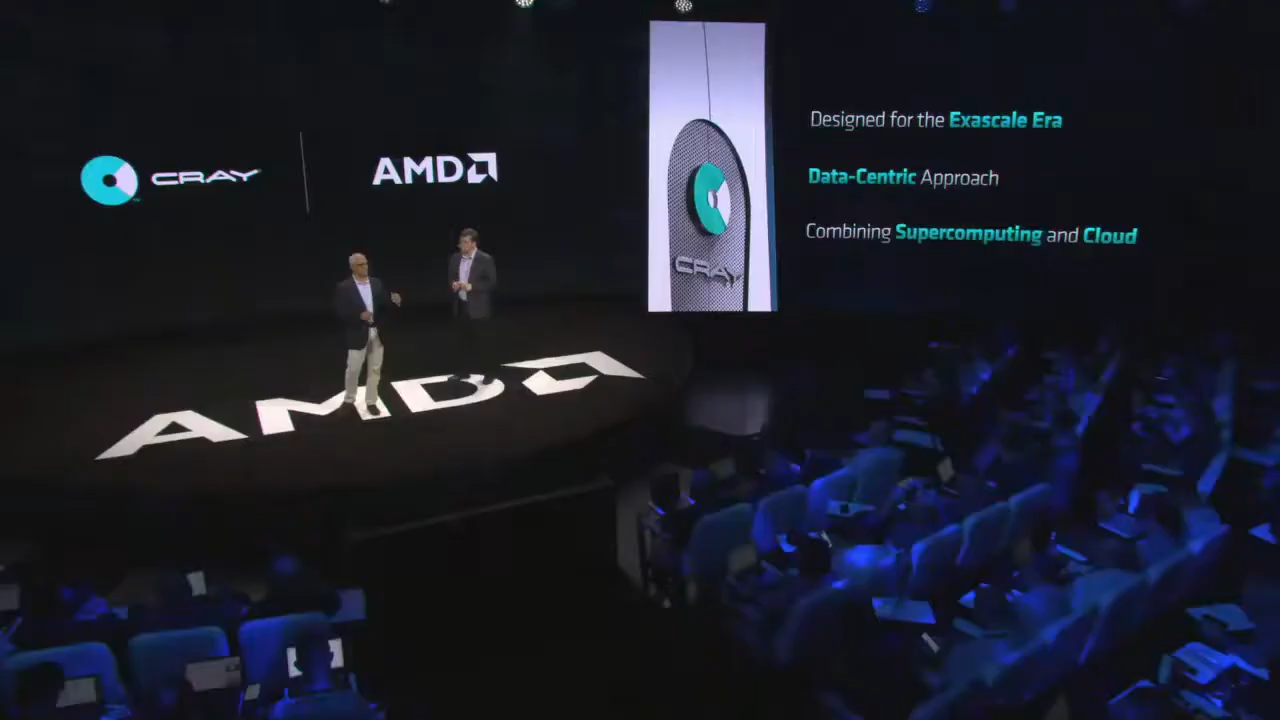 CRAY
AMD
CRAY
Designed for the Exascale Era
Data-Centric Approach
Combining Supercomputing and Cloud
AMD